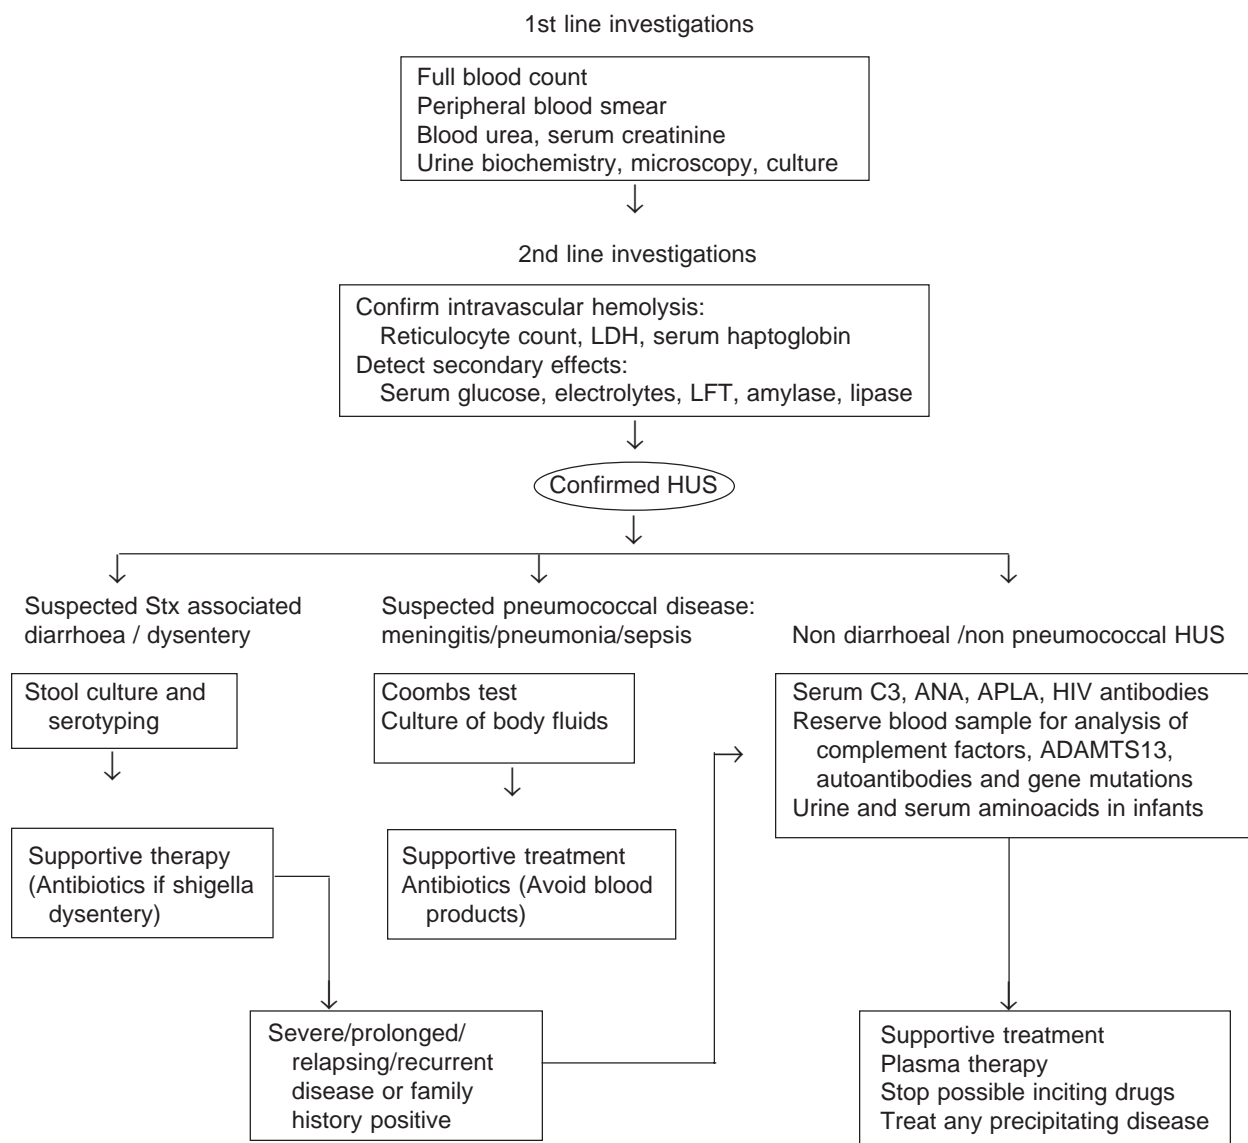 1st line investigations
Full blood count
Peripheral blood smear
Blood urea, serum creatinine
Urine biochemistry, microscopy, culture
2nd line investigations
Confirm intravascular hemolysis:
Reticulocyte count, LDH, serum haptoglobin
Detect secondary effects:
Serum glucose, electrolytes, LFT, amylase, lipase
Confirmed HUS
Suspected Stx associated
diarrhoea / dysentery
Stool culture and
serotyping
Supportive therapy
(Antibiotics if shigella
dysentery)
Suspected pneumococcal disease:
meningitis/pneumonia/sepsis
Coombs test
Culture of body fluids
Supportive treatment
Antibiotics (Avoid blood
products)
Severe/prolonged/
relapsing/recurrent
disease or family
history positive
Non diarrhoeal /non pneumococcal HUS
Serum C3, ANA, APLA, HIV antibodies
Reserve blood sample for analysis of
complement factors, ADAMTS13,
autoantibodies and gene mutations
Urine and serum aminoacids in infants
Supportive treatment
Plasma therapy
Stop possible inciting drugs
Treat any precipitating disease